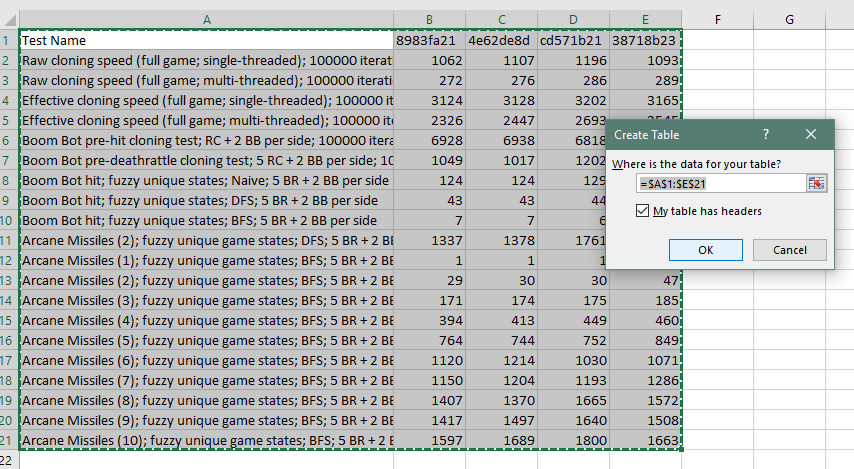 A B C D E F G
1 Test Name 8983fa21 4e62de8d cd571b21 38718b23
2 Raw cloning speed (full game; single-threaded); 100000 iterati 1062 1107 1196 1093
3 Raw cloning speed (full game; multi-threaded); 100000 iteratio 272 276 286 289
4 Effective cloning speed (full game; single-threaded); 100000 it 3124 3128 3202 3165
5 Effective cloning speed (full game; multi-threaded); 100000 ite 2326 2447 2693
6 Boom Bot pre-hit cloning test; RC + 2 BB per side; 100000 itera 6928 6938 6818
7 Boom Bot pre-deathrattle cloning test; 5 RC + 2 BB per side; 10 1049 1017 1202
8 Boom Bot hit; fuzzy unique states; Naive; 5 BR + 2 BB per side 124 124 129
9 Boom Bot hit; fuzzy unique states; DFS; 5 BR + 2 BB per side 43 43 44
10 Boom Bot hit; fuzzy unique states; BFS; 5 BR + 2 BB per side 7 7 6
11 Arcane Missiles (2); fuzzy unique game states; DFS; 5 BR + 2 BB 1337 1378 1761
12 Arcane Missiles (1); fuzzy unique game states; BFS; 5 BR + 2 BB 1 1 1
13 Arcane Missiles (2); fuzzy unique game states; BFS; 5 BR + 2 BB 29 30 30 47
14 Arcane Missiles (3); fuzzy unique game states; BFS; 5 BR + 2 BB 171 174 175 185
15 Arcane Missiles (4); fuzzy unique game states; BFS; 5 BR + 2 BB 394 413 449 460
16 Arcane Missiles (5); fuzzy unique game states; BFS; 5 BR + 2 BB 764 744 752 849
17 Arcane Missiles (6); fuzzy unique game states; BFS; 5 BR + 2 BB 1120 1214 1030 1071
18 Arcane Missiles (7); fuzzy unique game states; BFS; 5 BR + 2 BB 1150 1204 1193 1286
19 Arcane Missiles (8); fuzzy unique game states; BFS; 5 BR + 2 BB 1407 1370 1665 1572
20 Arcane Missiles (9); fuzzy unique game states; BFS; 5 BR + 2 BB 1417 1497 1640 1508
21 Arcane Missiles (10); fuzzy unique game states; BFS; 5 BR + 2 B 1597 1689 1800 1663
22
Create Table ?
Where is the data for your table?
=$A$1:$E$21
My table has headers
OK Cancel